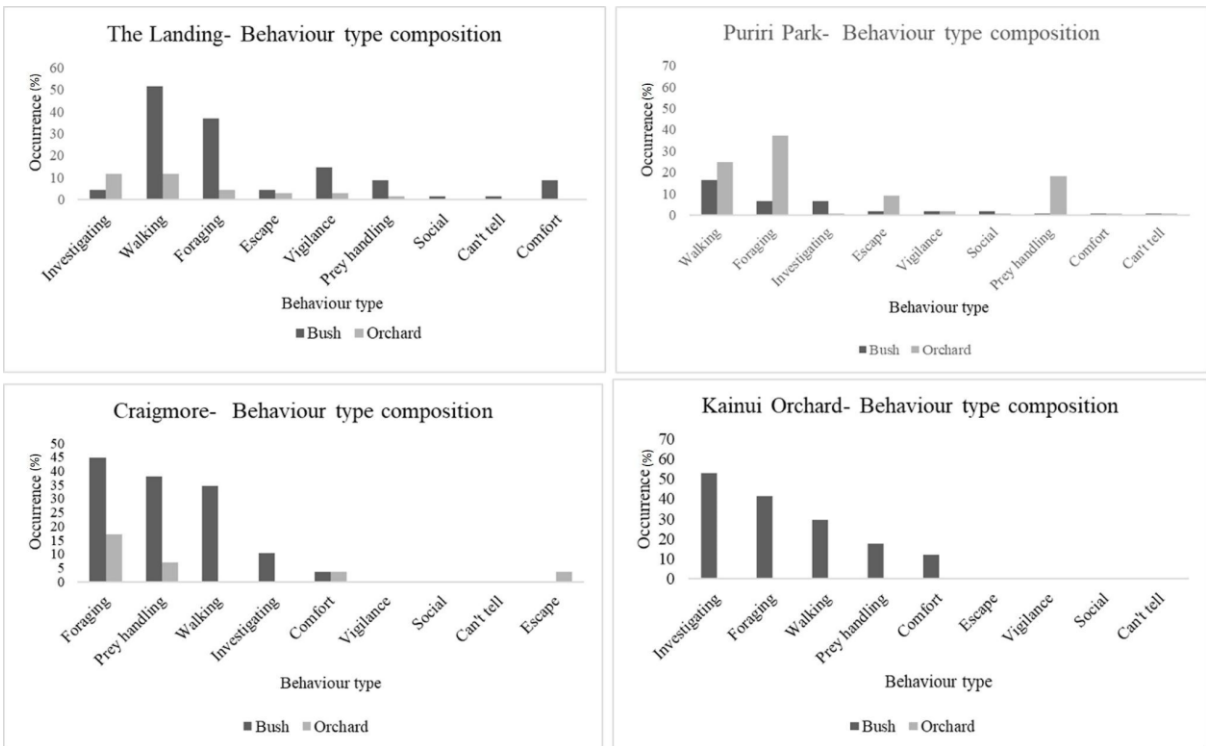 The Landing- Behaviour type composition
Occurrence (%)
60
50
40
30
20
10
0
Investigating
Walking
Foraging
Escape
Vigilance
Prey handling
Social
Can't tell
Comfort
Behaviour type
Bush Orchard
Puriri Park- Behaviour type composition
Occurrence (%)
70
60
50
40
30
20
10
0
Walking
Foraging
Investigating
Escape
Vigilance
Social
Prey handling
Comfort
Can't tell
Behaviour type
Bush Orchard
Craigmore- Behaviour type composition
Occurrence (%)
50
45
40
35
30
25
20
15
10
5
0
Foraging
Prey handling
Walking
Investigating
Comfort
Vigilance
Social
Can't tell
Escape
Behaviour type
Bush Orchard
Kainui Orchard- Behaviour type composition
Occurrence (%)
70
60
50
40
30
20
10
0
Investigating
Foraging
Walking
Prey handling
Comfort
Escape
Vigilance
Social
Can't tell
Behaviour type
Bush Orchard